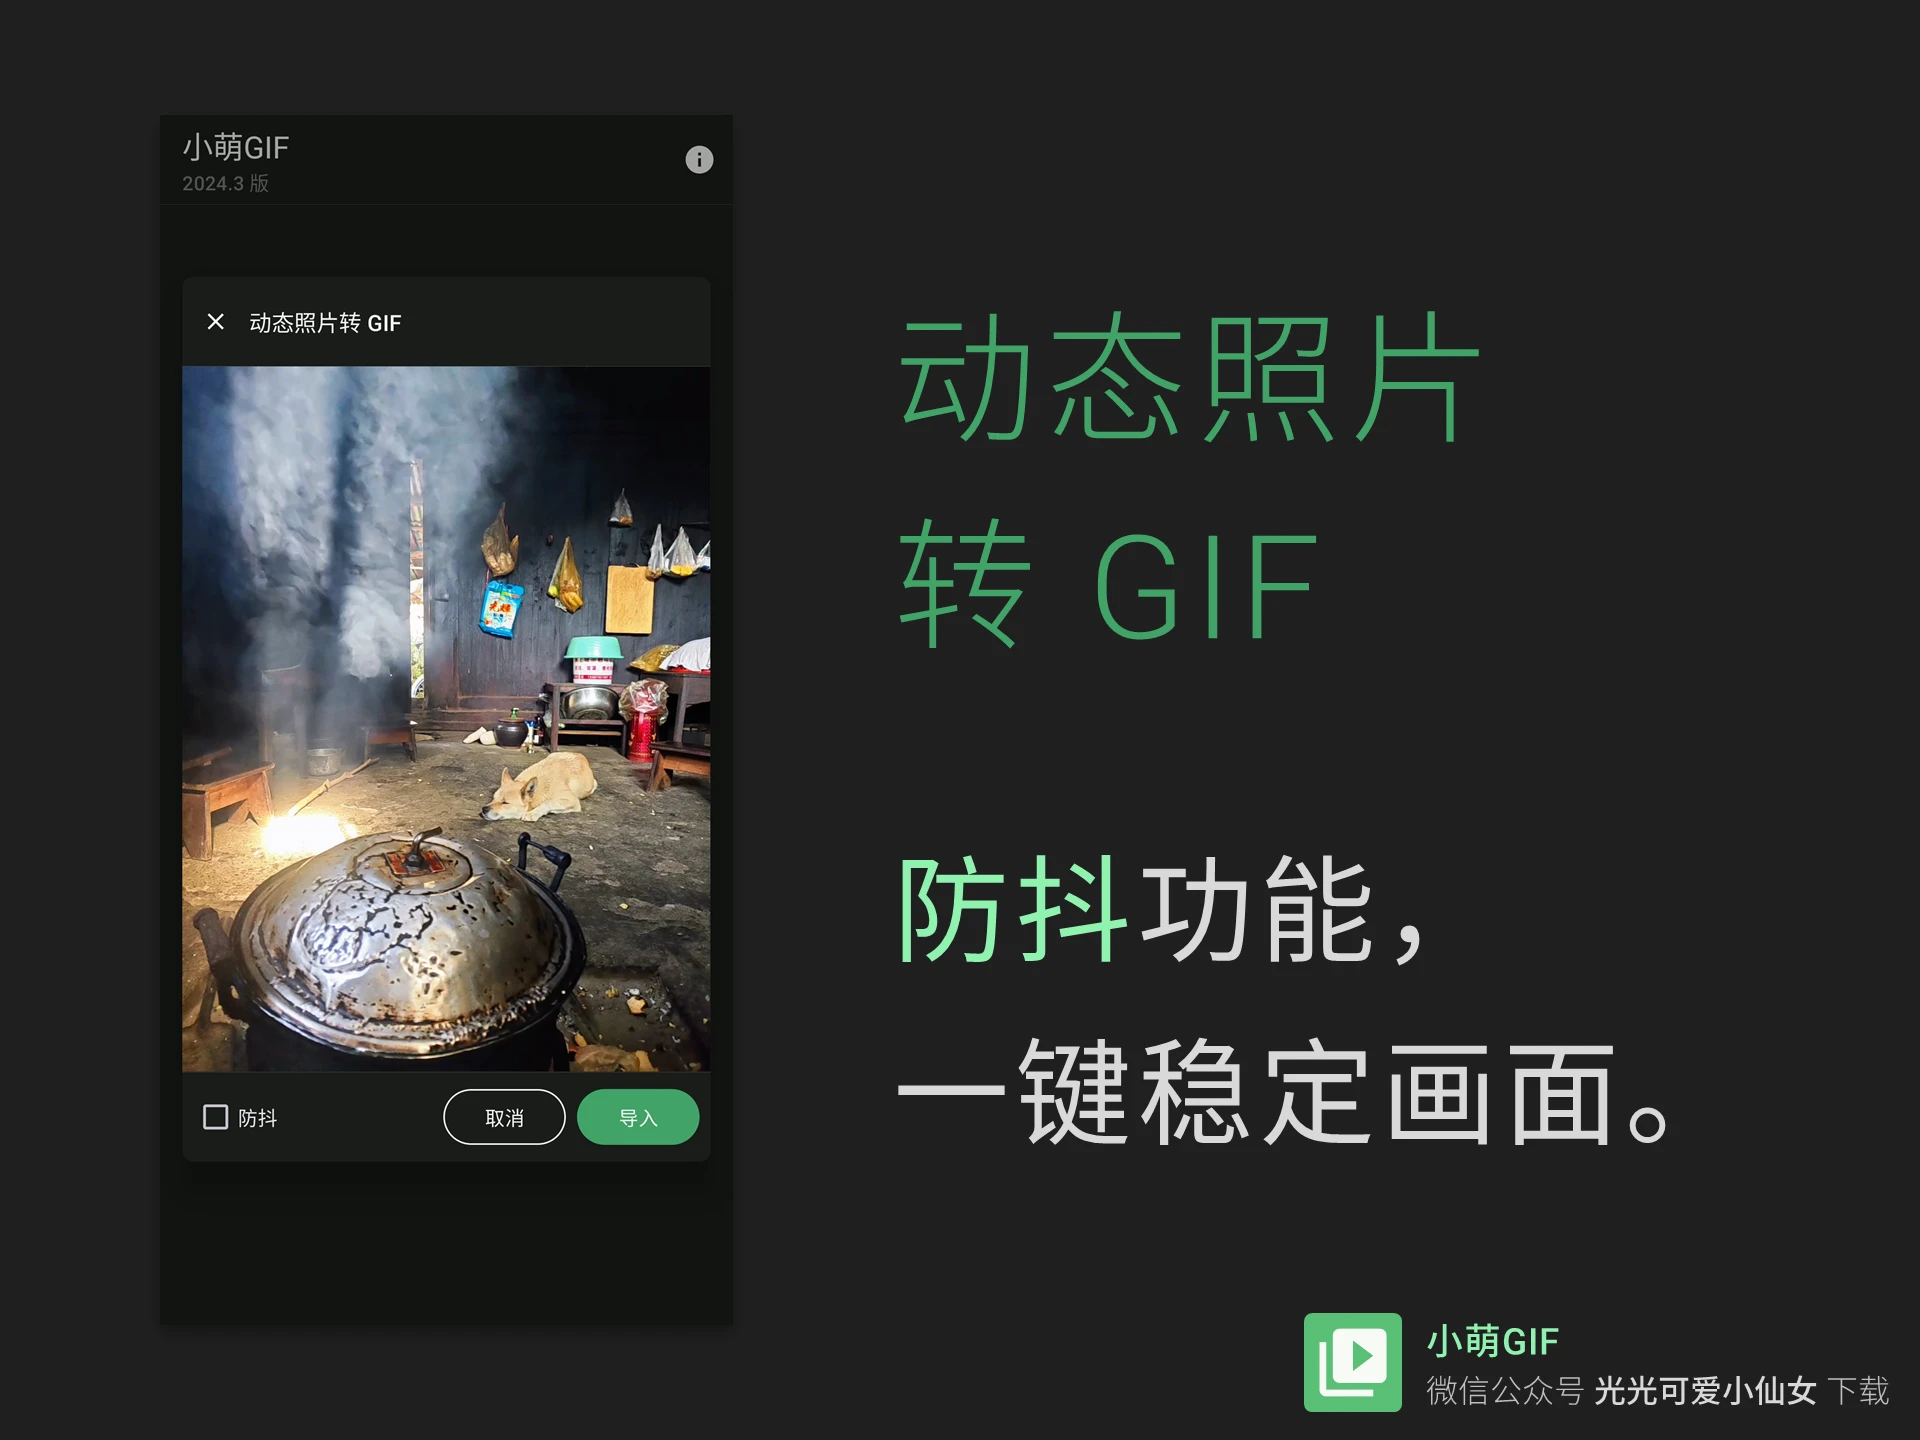 小萌GIF
2024.3 版
动态照片转 GIF
防抖
取消
导入
动态照片
转 GIF
防抖功能，
一键稳定画面。
小萌GIF
微信公众号 光光可爱小仙女 下载